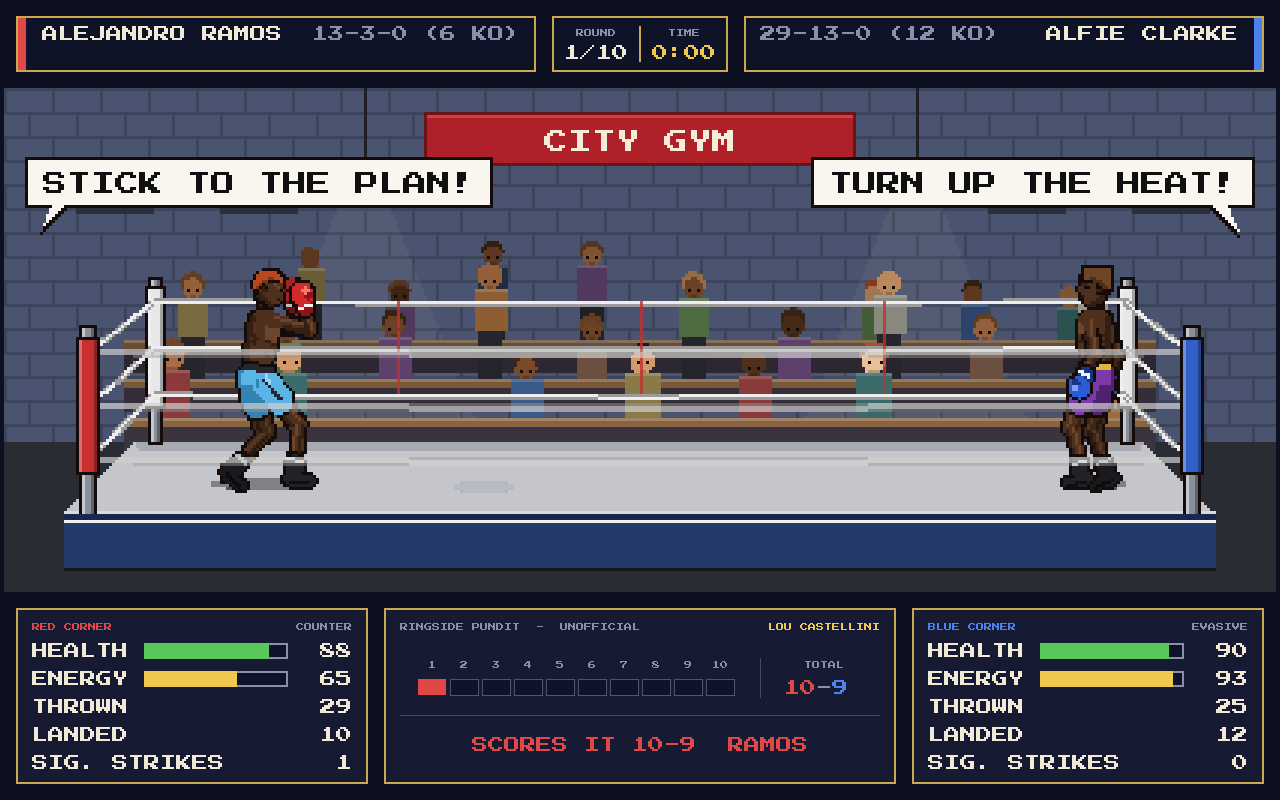 ALEJANDRO RAMOS 13-3-0 (6 KO)
ROUND TIME
1/10 0:00
29-13-0 (12 KO) ALFIE CLARKE
CITY GYM
STICK TO THE PLAN!
TURN UP THE HEAT!
RED CORNER COUNTER
HEALTH 88
ENERGY 65
THROWN 29
LANDED 10
SIG. STRIKES 1
RINGSIDE PUNDIT - UNOFFICIAL LOU CASTELLINI
1 2 3 4 5 6 7 8 9 10 TOTAL
10-9
SCORES IT 10-9 RAMOS
BLUE CORNER EVASIVE
HEALTH 90
ENERGY 93
THROWN 25
LANDED 12
SIG. STRIKES 0